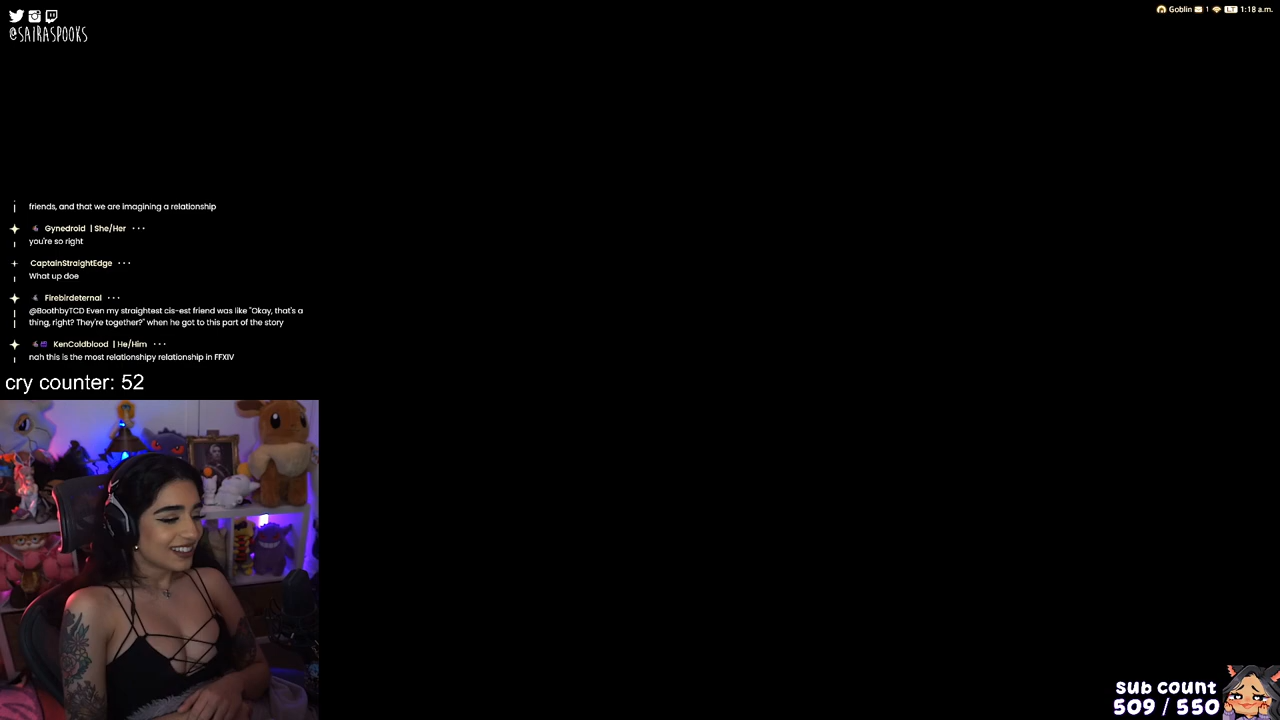 @SAIRASPOOKS
Goblin 1 LT 1:18 a.m.
friends, and that we are imagining a relationship
Gynedroid | She/Her
you're so right
CaptainStraightEdge
What up doe
Firebirdeternal
@BoothbyTCD Even my straightest cis-est friend was like "Okay, that's a
thing, right? They're together?" when he got to this part of the story
KenColdblood | He/Him
nah this is the most relationshipy relationship in FFXIV
cry counter: 52
sub count
509 / 550